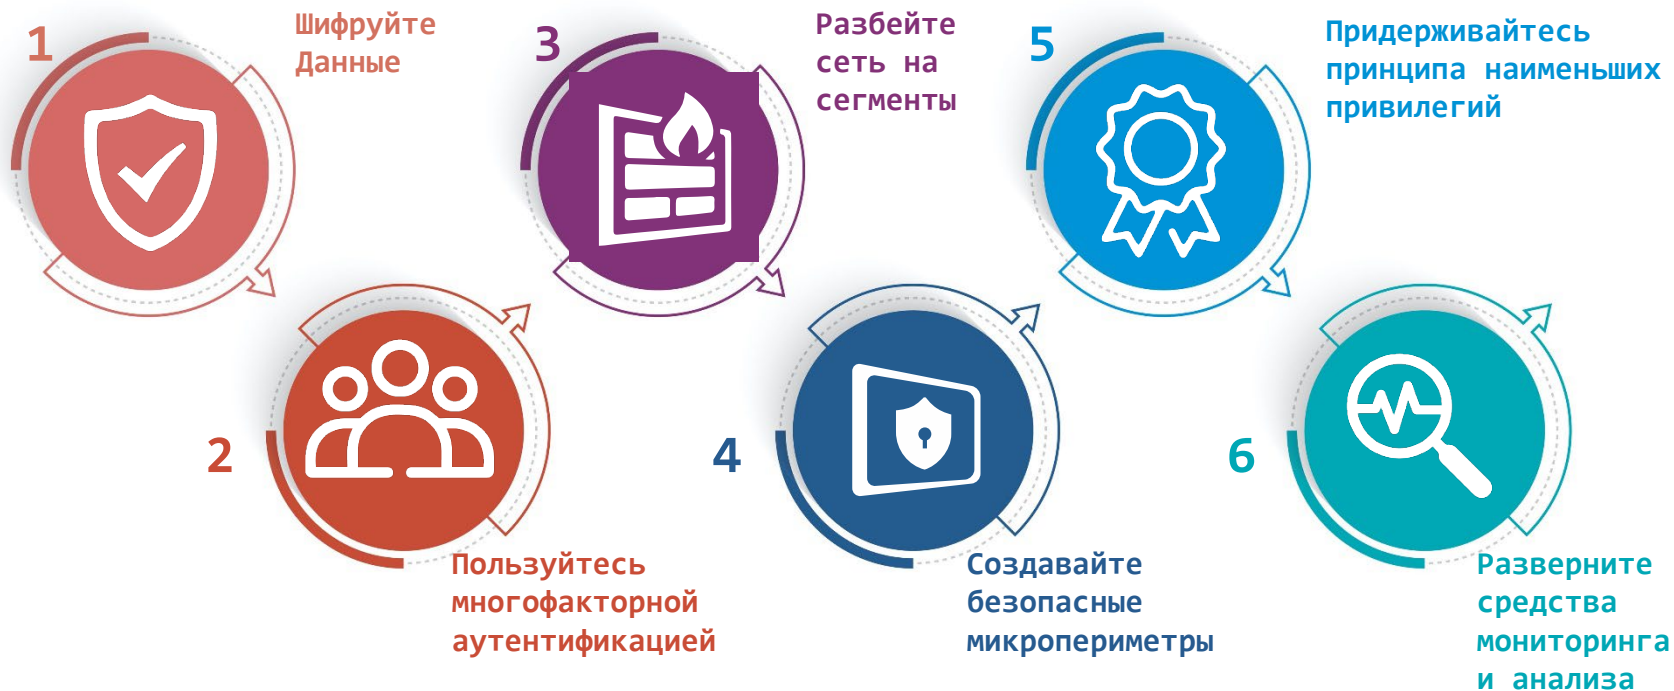 1
Шифруйте
Данные
2
Пользуйтесь
многофакторной
аутентификацией
3
Разбейте
сеть на
сегменты
4
Создавайте
безопасные
микропериметры
5
Придерживайтесь
принципа наименьших
привилегий
6
Разверните
средства
мониторинга
и анализа